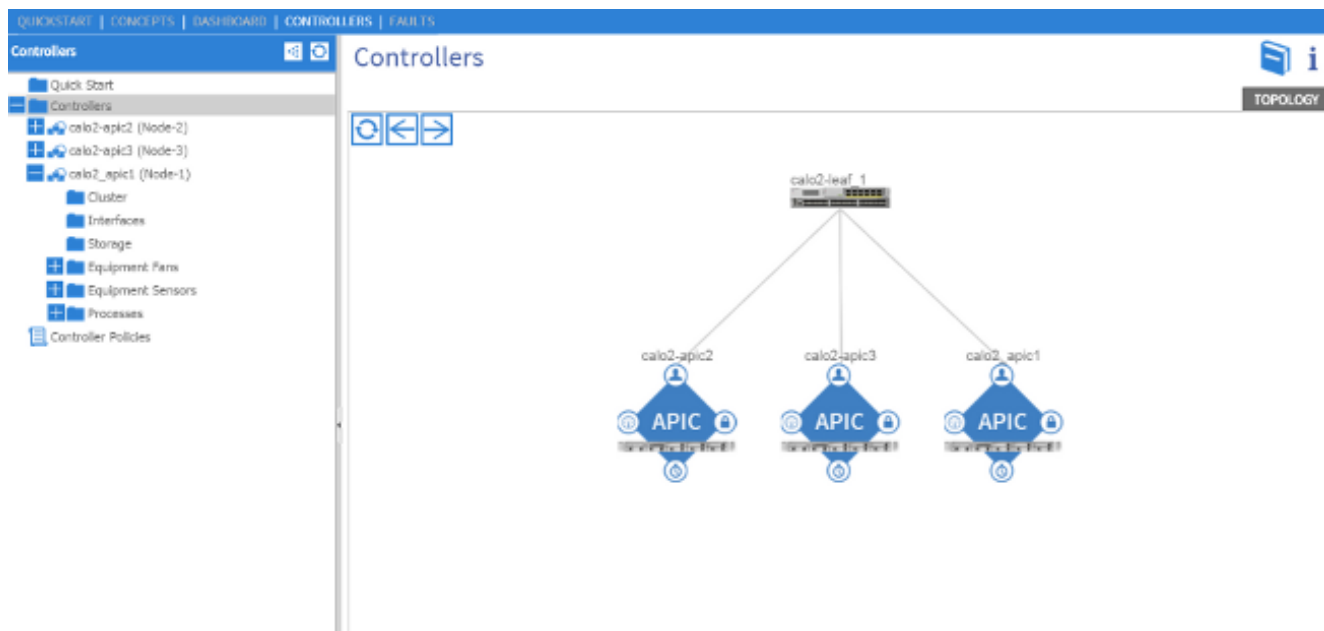 QUICKSTART | CONCEPTS | DASHBOARD | CONTROLLERS | FAULTS
Controllers
Controllers
Quick Start
TOPOLOGY
Controllers
calo2-apic2 (Node-2)
calo2-apic3 (Node-3)
calo2_apic1 (Node-1)
calo2-leaf_1
Cluster
Interfaces
Storage
Equipment Fans
Equipment Sensors
Processes
Controller Policies
calo2-apic2 calo2-apic3 calo2_apic1
APIC APIC APIC